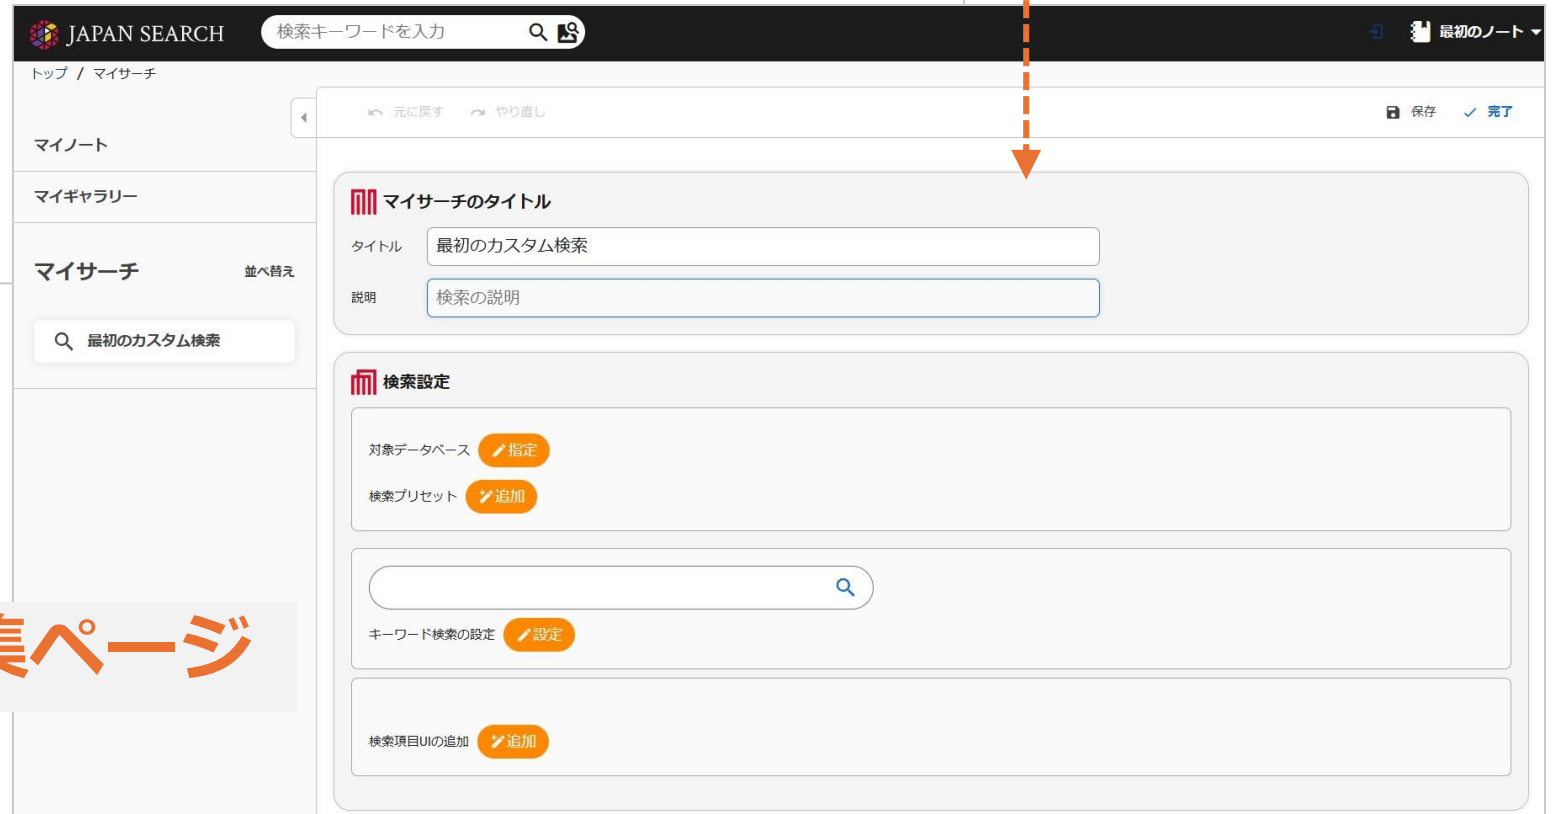 JAPAN SEARCH
検索キーワードを入力
最初のノート
トップ / マイサーチ
元に戻す やり直し
保存 完了
マイノート
マイギャラリー
マイサーチ 並べ替え
最初のカスタム検索
マイサーチのタイトル
タイトル 最初のカスタム検索
説明 検索の説明
検索設定
対象データベース 指定
検索プリセット 追加
キーワード検索の設定 設定
検索項目UIの追加 追加
集ページ